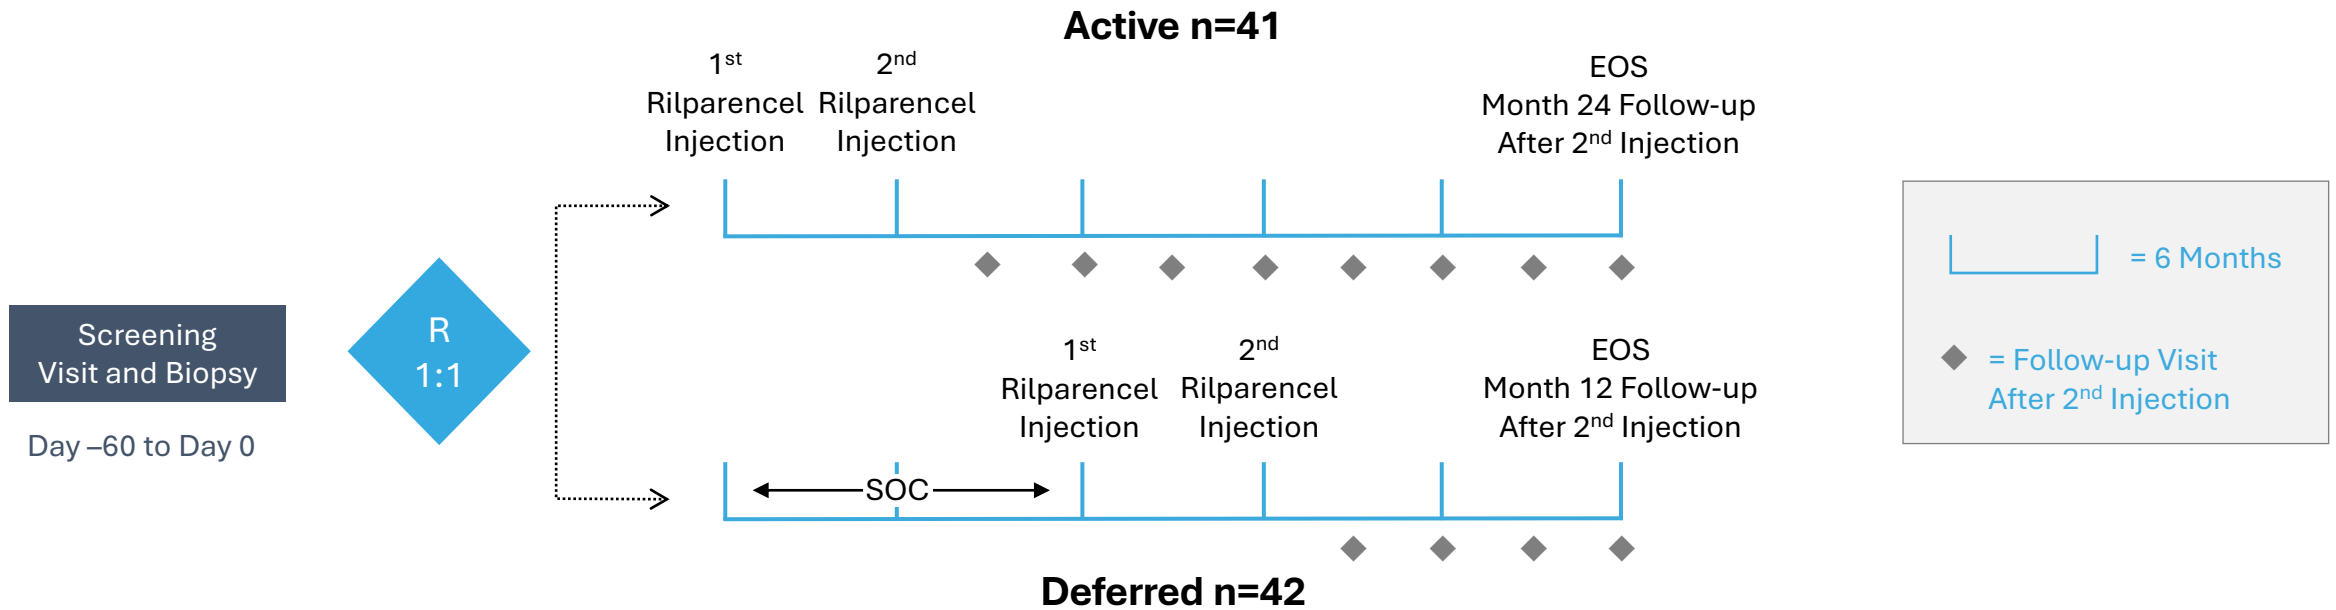 Active n=41
1st
Rilparencel
Injection
2nd
Rilparencel
Injection
EOS
Month 24 Follow-up
After 2nd Injection
Screening
Visit and Biopsy
Day –60 to Day 0
R
1:1
1st
Rilparencel
Injection
2nd
Rilparencel
Injection
EOS
Month 12 Follow-up
After 2nd Injection
SOC
Deferred n=42
= 6 Months
= Follow-up Visit
After 2nd Injection